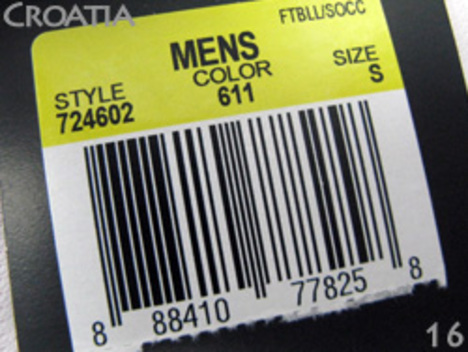 CROATIA
FTBLL/SOCC
MENS
STYLE COLOR SIZE
724602 611 S
8 88410 77825 8
16